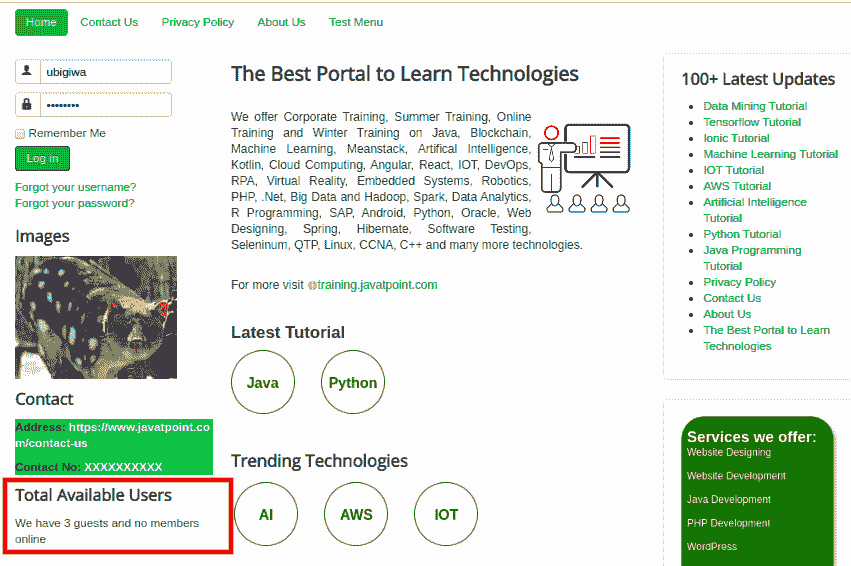 Home
Contact Us
Privacy Policy
About Us
Test Menu
ubigiwa
••••••••
Remember Me
Log in
Forgot your username?
Forgot your password?
Images
Contact
Address: https://www.javatpoint.co
m/contact-us
Contact No: XXXXXXXXXX
Total Available Users
We have 3 guests and no members
online
The Best Portal to Learn Technologies
We offer Corporate Training, Summer Training, Online
Training and Winter Training on Java, Blockchain,
Machine Learning, Meanstack, Artifical Intelligence,
Kotlin, Cloud Computing, Angular, React, IOT, DevOps,
RPA, Virtual Reality, Embedded Systems, Robotics,
PHP, .Net, Big Data and Hadoop, Spark, Data Analytics,
R Programming, SAP, Android, Python, Oracle, Web
Designing, Spring, Hibernate, Software Testing,
Seleninum, QTP, Linux, CCNA, C++ and many more technologies.
For more visit training.javatpoint.com
Latest Tutorial
Java
Python
Trending Technologies
AI
AWS
IOT
100+ Latest Updates
Data Mining Tutorial
Tensorflow Tutorial
Ionic Tutorial
Machine Learning Tutorial
IOT Tutorial
AWS Tutorial
Artificial Intelligence
Tutorial
Python Tutorial
Java Programming
Tutorial
Privacy Policy
Contact Us
About Us
The Best Portal to Learn
Technologies
Services we offer:
Website Designing
Website Development
Java Development
PHP Development
WordPress